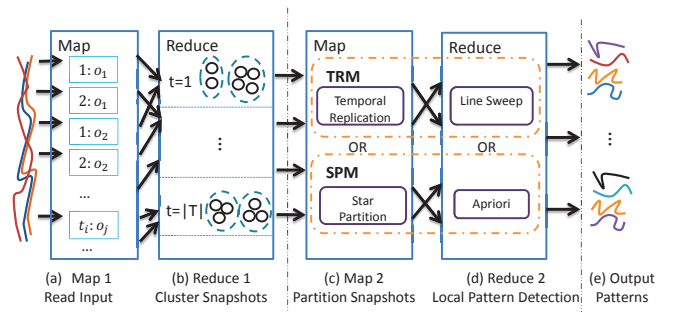 Map
1: o₁
2: o₁
1: o₂
2: o₂
...
tᵢ: oⱼ
...
Reduce
t=1
...
t=|T|
Map
TRM
Temporal
Replication
OR
SPM
Star
Partition
Reduce
Line Sweep
OR
Apriori
...
(a) Map 1
Read Input
(b) Reduce 1
Cluster Snapshots
(c) Map 2
Partition Snapshots
(d) Reduce 2
Local Pattern Detection
(e) Output
Patterns